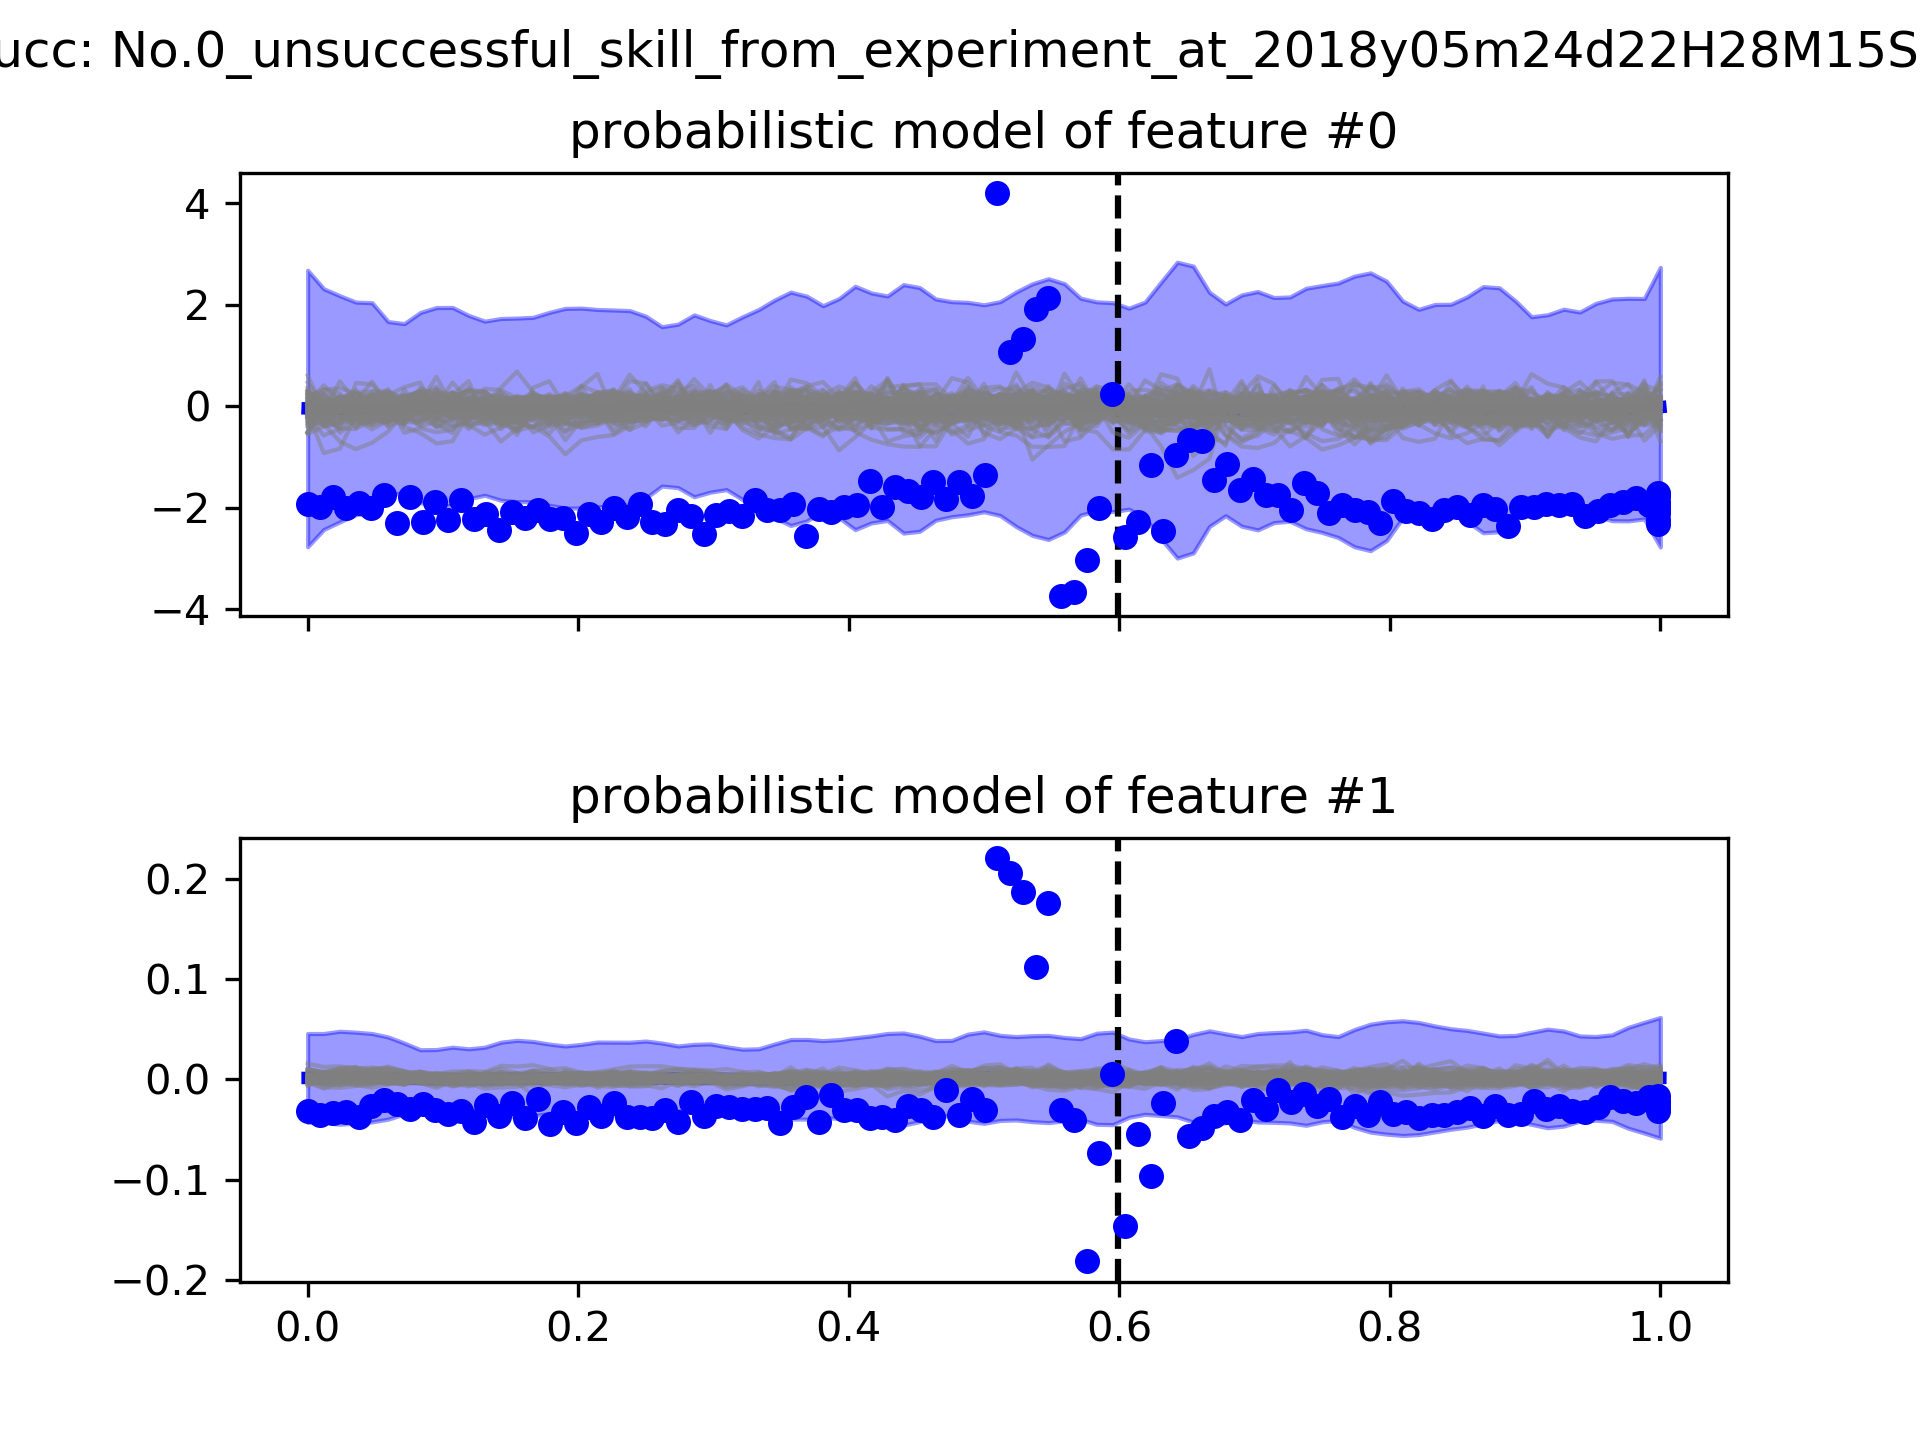 ucc: No.0_unsuccessful_skill_from_experiment_at_2018y05m24d22H28M15S
probabilistic model of feature #0
4
2
0
−2
−4
probabilistic model of feature #1
0.2
0.1
0.0
−0.1
−0.2
0.0 0.2 0.4 0.6 0.8 1.0